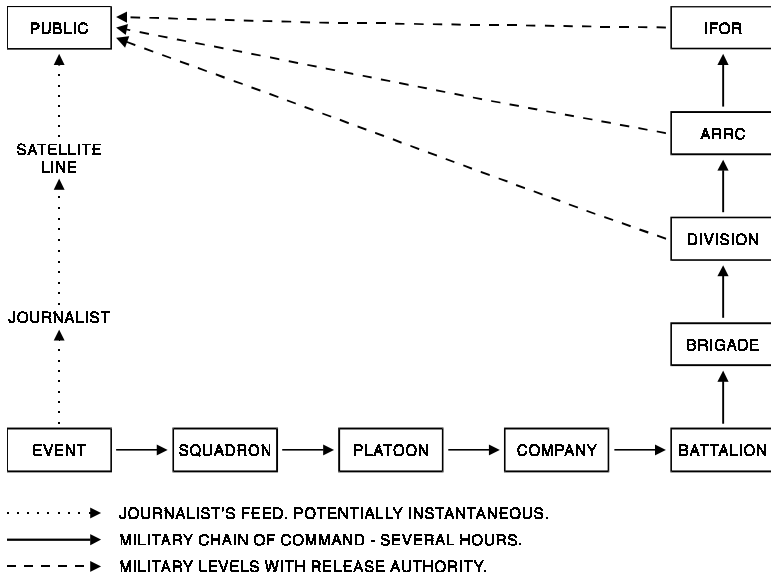 PUBLIC
IFOR
ARRC
SATELLITE
LINE
DIVISION
JOURNALIST
BRIGADE
EVENT
SQUADRON
PLATOON
COMPANY
BATTALION
JOURNALIST'S FEED. POTENTIALLY INSTANTANEOUS.
MILITARY CHAIN OF COMMAND - SEVERAL HOURS.
MILITARY LEVELS WITH RELEASE AUTHORITY.